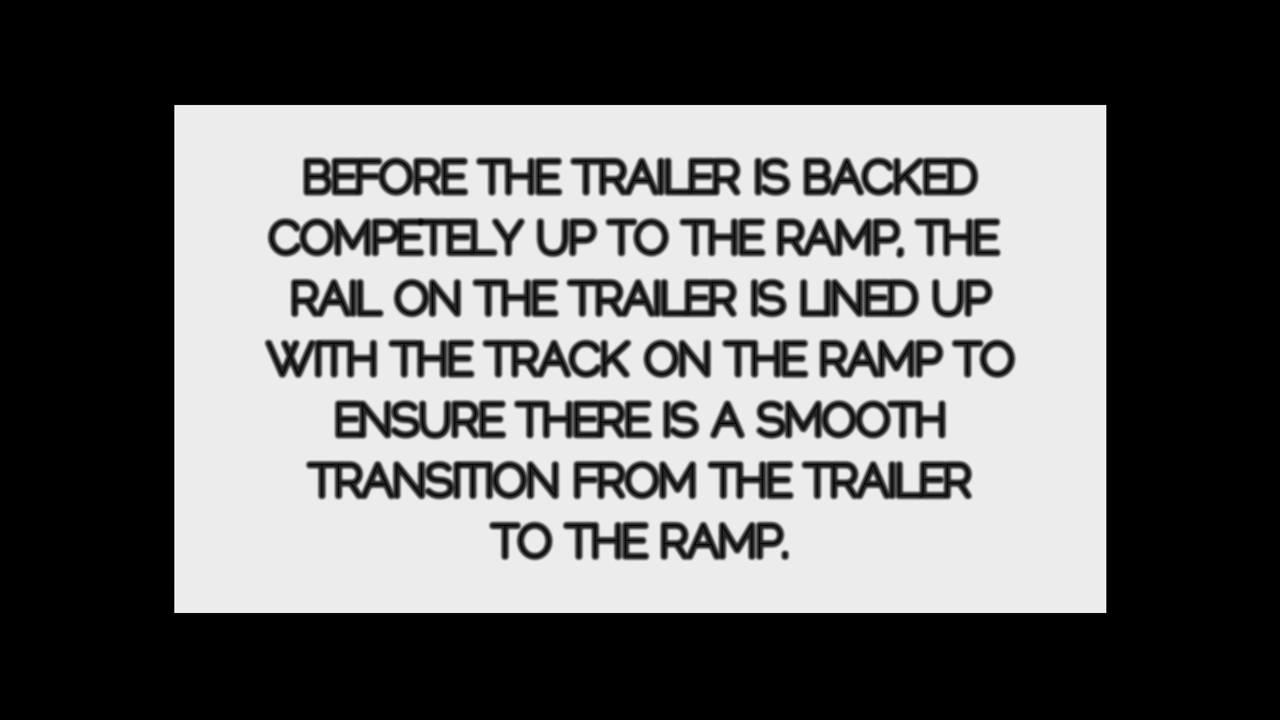 BEFORE THE TRAILER IS BACKED
COMPETELY UP TO THE RAMP, THE
RAIL ON THE TRAILER IS LINED UP
WITH THE TRACK ON THE RAMP TO
ENSURE THERE IS A SMOOTH
TRANSITION FROM THE TRAILER
TO THE RAMP.